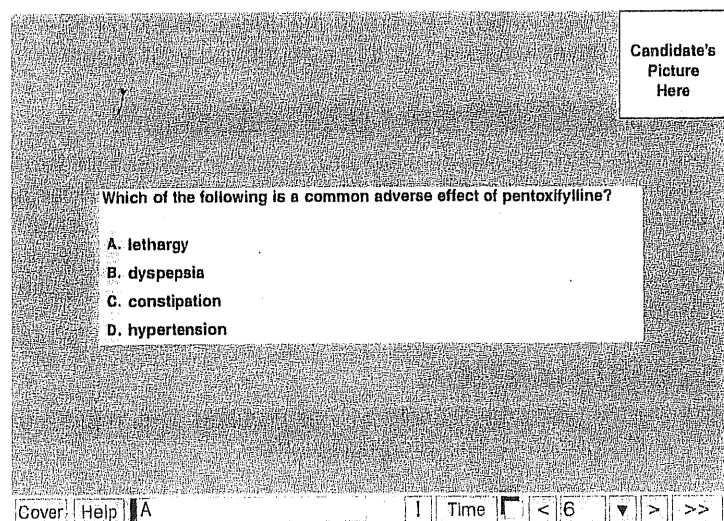 Candidate's
Picture
Here
Which of the following is a common adverse effect of pentoxifylline?
A. lethargy
B. dyspepsia
C. constipation
D. hypertension
Cover Help A ! Time < 6 ▼ > >>